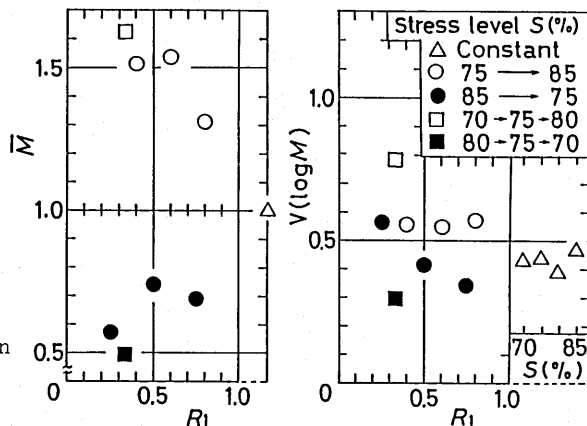 1.5
1.0
0.5
0
M̅
0.5
1.0
R1
n
1.0
0.5
0
V(logM)
0.5
1.0
R1
Stress level S(%)
△ Constant
○ 75 → 85
● 85 → 75
□ 70→75→80
■ 80→75→70
70 85
S(%)